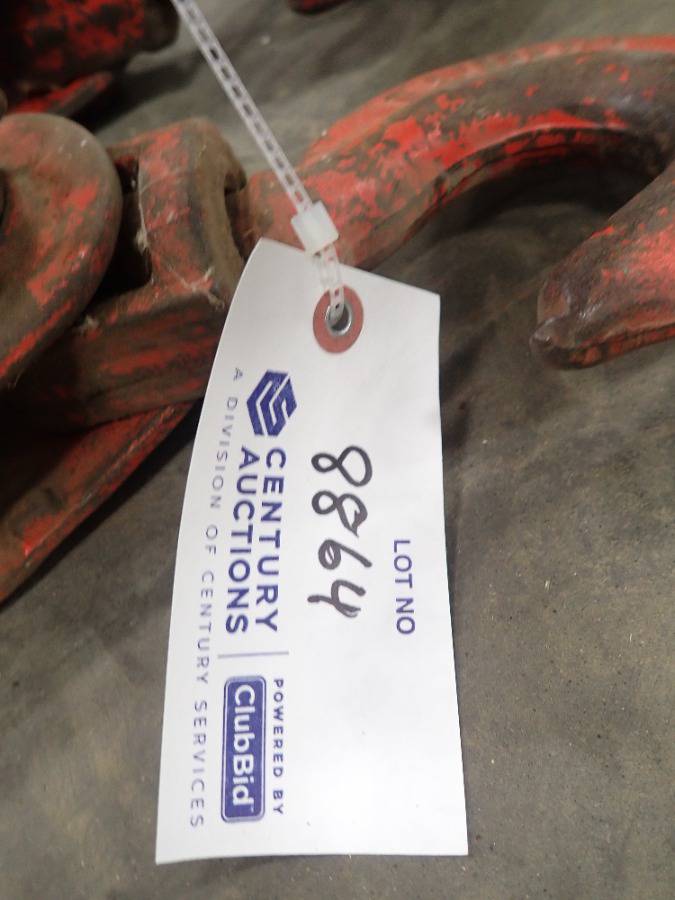 LOT NO
8864
CENTURY
AUCTIONS
A DIVISION OF CENTURY SERVICES
POWERED BY
ClubBid